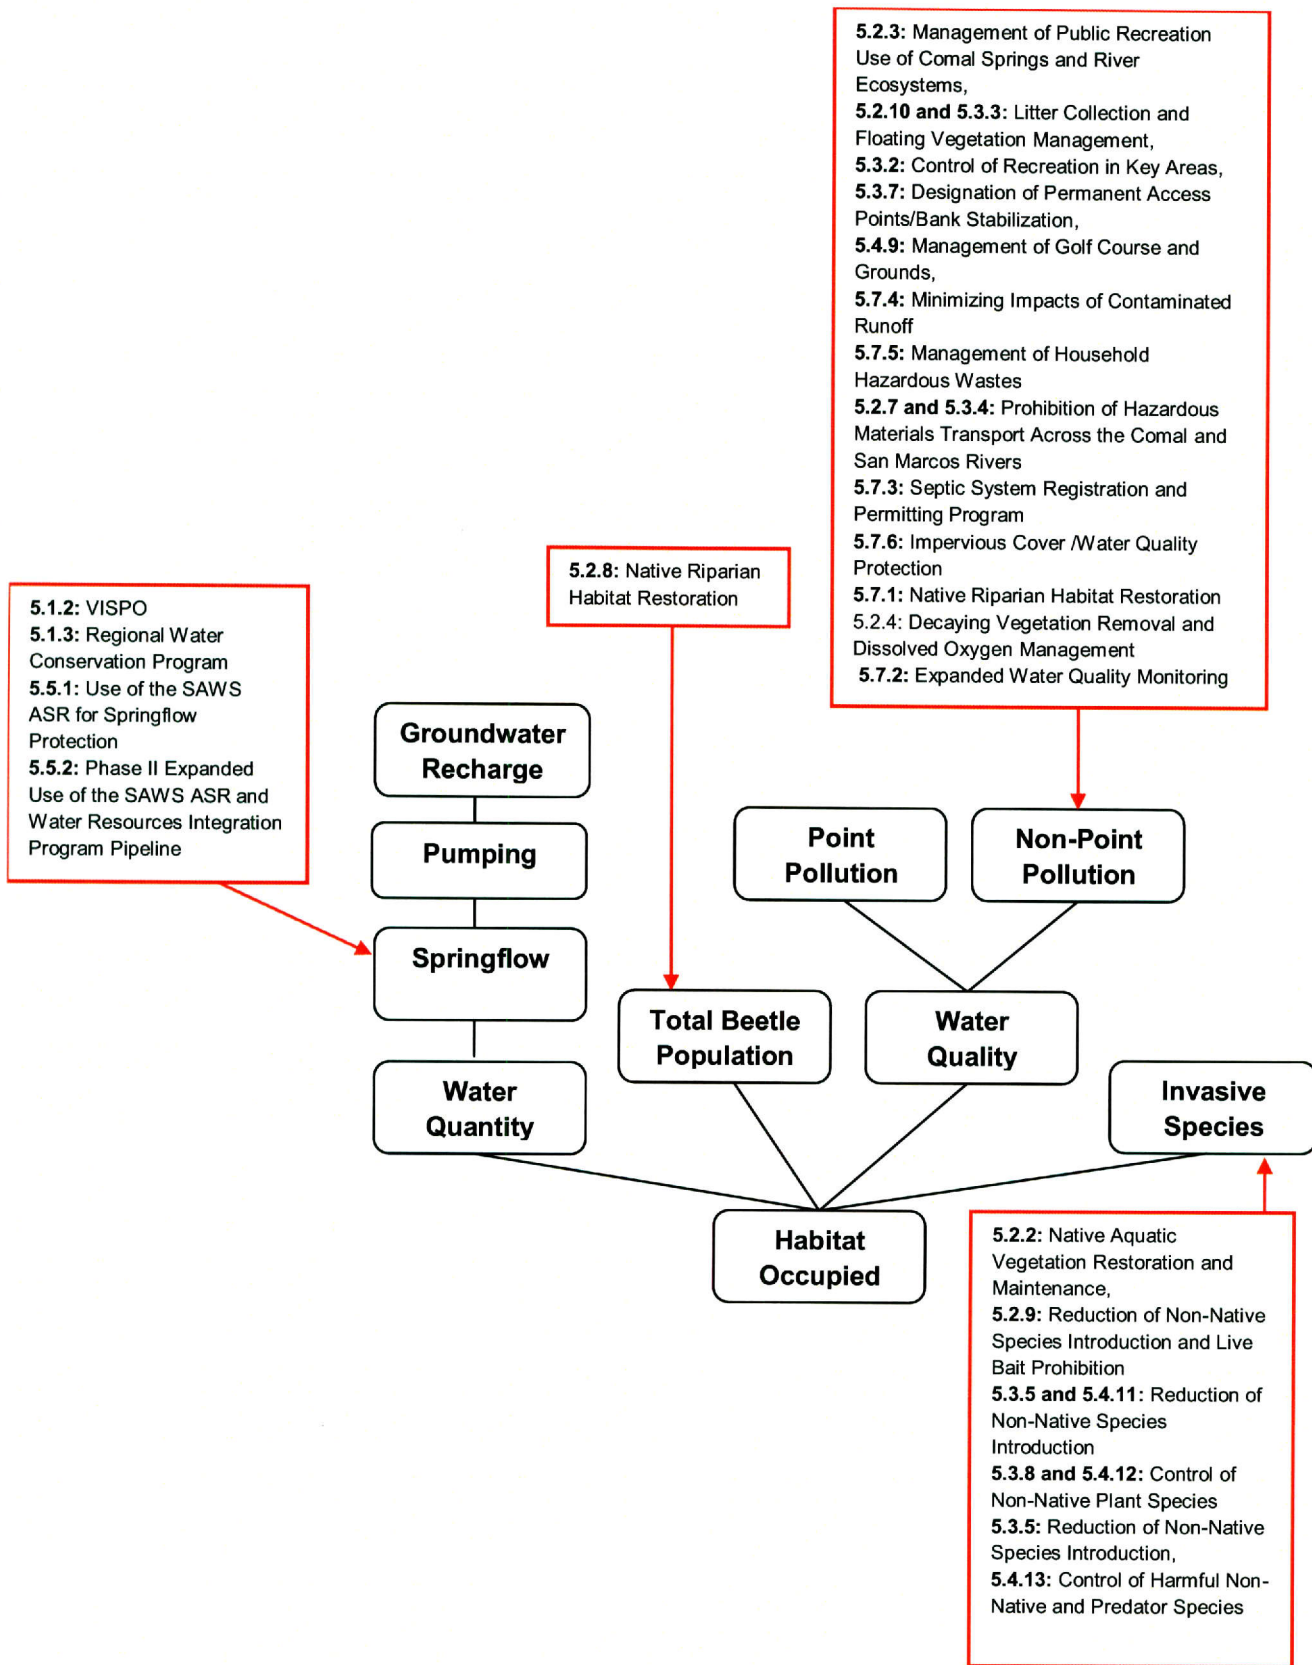 5.2.3: Management of Public Recreation
Use of Comal Springs and River
Ecosystems,
5.2.10 and 5.3.3: Litter Collection and
Floating Vegetation Management,
5.3.2: Control of Recreation in Key Areas,
5.3.7: Designation of Permanent Access
Points/Bank Stabilization,
5.4.9: Management of Golf Course and
Grounds,
5.7.4: Minimizing Impacts of Contaminated
Runoff
5.7.5: Management of Household
Hazardous Wastes
5.2.7 and 5.3.4: Prohibition of Hazardous
Materials Transport Across the Comal and
San Marcos Rivers
5.7.3: Septic System Registration and
Permitting Program
5.7.6: Impervious Cover /Water Quality
Protection
5.7.1: Native Riparian Habitat Restoration
5.2.4: Decaying Vegetation Removal and
Dissolved Oxygen Management
5.7.2: Expanded Water Quality Monitoring
5.2.8: Native Riparian
Habitat Restoration
5.1.2: VISPO
5.1.3: Regional Water
Conservation Program
5.5.1: Use of the SAWS
ASR for Springflow
Protection
5.5.2: Phase II Expanded
Use of the SAWS ASR and
Water Resources Integration
Program Pipeline
Groundwater
Recharge
Pumping
Springflow
Water
Quantity
Point
Pollution
Non-Point
Pollution
Total Beetle
Population
Water
Quality
Invasive
Species
Habitat
Occupied
5.2.2: Native Aquatic
Vegetation Restoration and
Maintenance,
5.2.9: Reduction of Non-Native
Species Introduction and Live
Bait Prohibition
5.3.5 and 5.4.11: Reduction of
Non-Native Species
Introduction
5.3.8 and 5.4.12: Control of
Non-Native Plant Species
5.3.5: Reduction of Non-Native
Species Introduction,
5.4.13: Control of Harmful Non-
Native and Predator Species